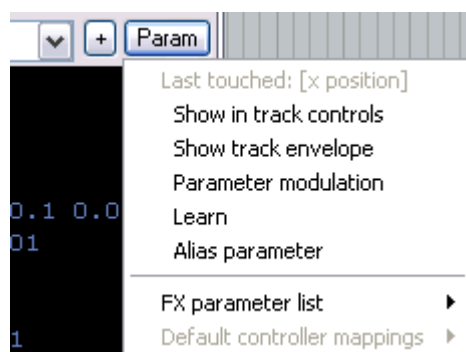 + Param
Last touched: [x position]
Show in track controls
Show track envelope
Parameter modulation
0.1 0.0
Learn
01
Alias parameter
FX parameter list
1
Default controller mappings